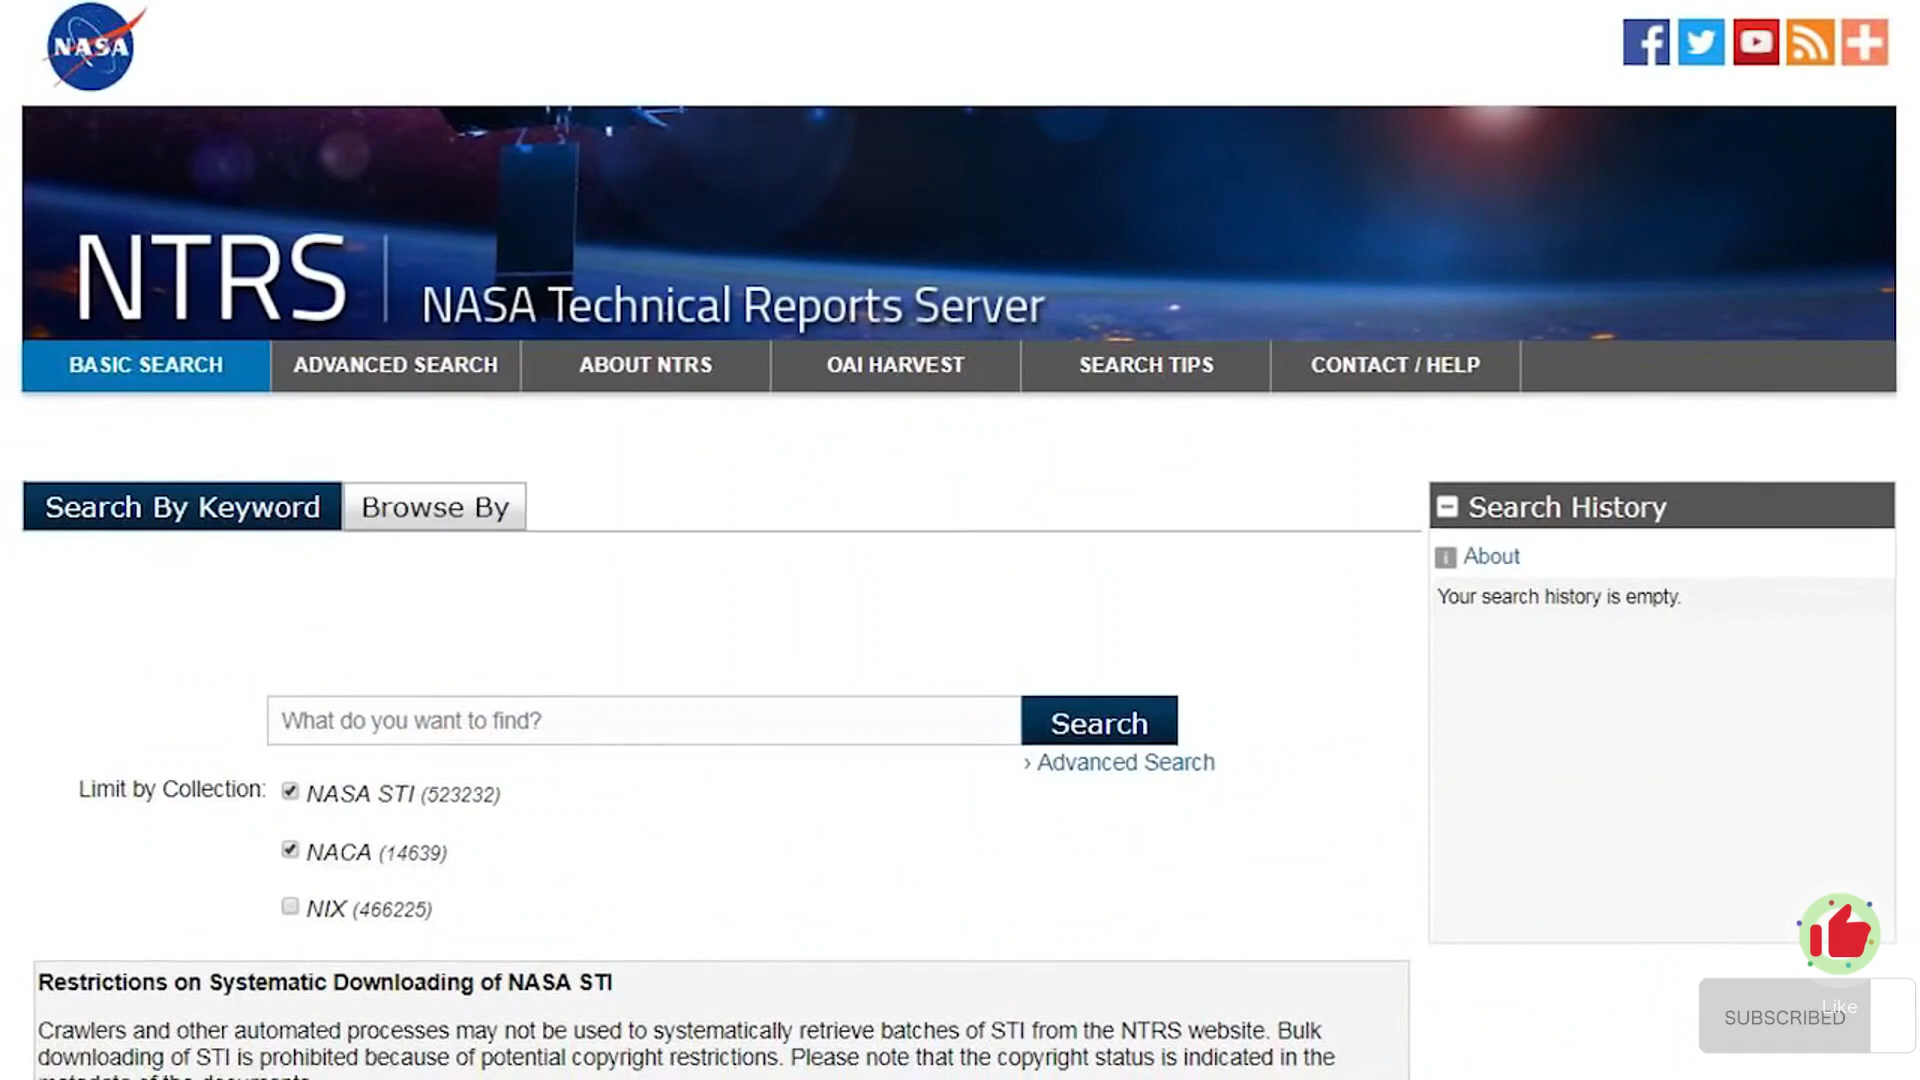 NASA
NTRS
NASA Technical Reports Server
BASIC SEARCH
ADVANCED SEARCH
ABOUT NTRS
OAI HARVEST
SEARCH TIPS
CONTACT / HELP
Search By Keyword
Browse By
Search History
About
Your search history is empty.
What do you want to find?
Search
› Advanced Search
Limit by Collection:
NASA STI (523232)
NACA (14639)
NIX (466225)
Restrictions on Systematic Downloading of NASA STI
Crawlers and other automated processes may not be used to systematically retrieve batches of STI from the NTRS website. Bulk
downloading of STI is prohibited because of potential copyright restrictions. Please note that the copyright status is indicated in the
metadata of the documents.
Like
SUBSCRIBED